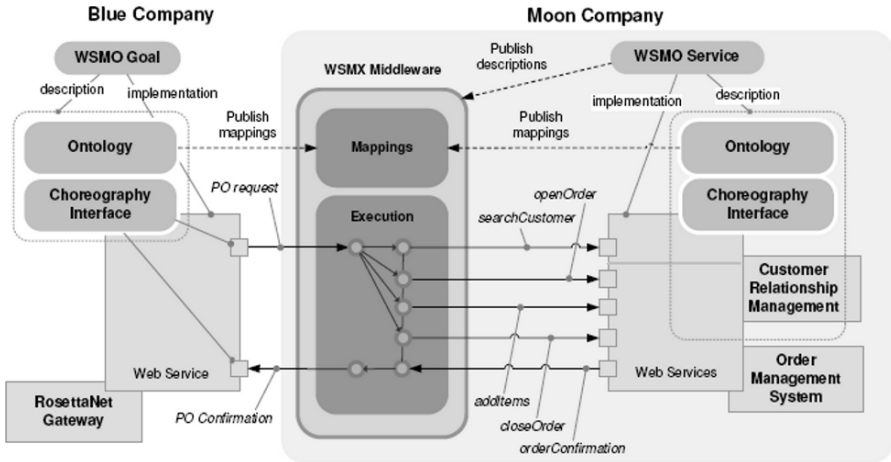 Blue Company
Moon Company
WSMO Goal
WSMX Middleware
Publish
descriptions
WSMO Service
description
implementation
implementation
description
Publish
mappings
Publish
mappings
Ontology
Mappings
Ontology
Choreography
Interface
PO request
Execution
openOrder
searchCustomer
Choreography
Interface
Customer
Relationship
Management
Web Service
Web Services
Order
Management
System
RosettaNet
Gateway
PO Confirmation
addItems
closeOrder
orderConfirmation